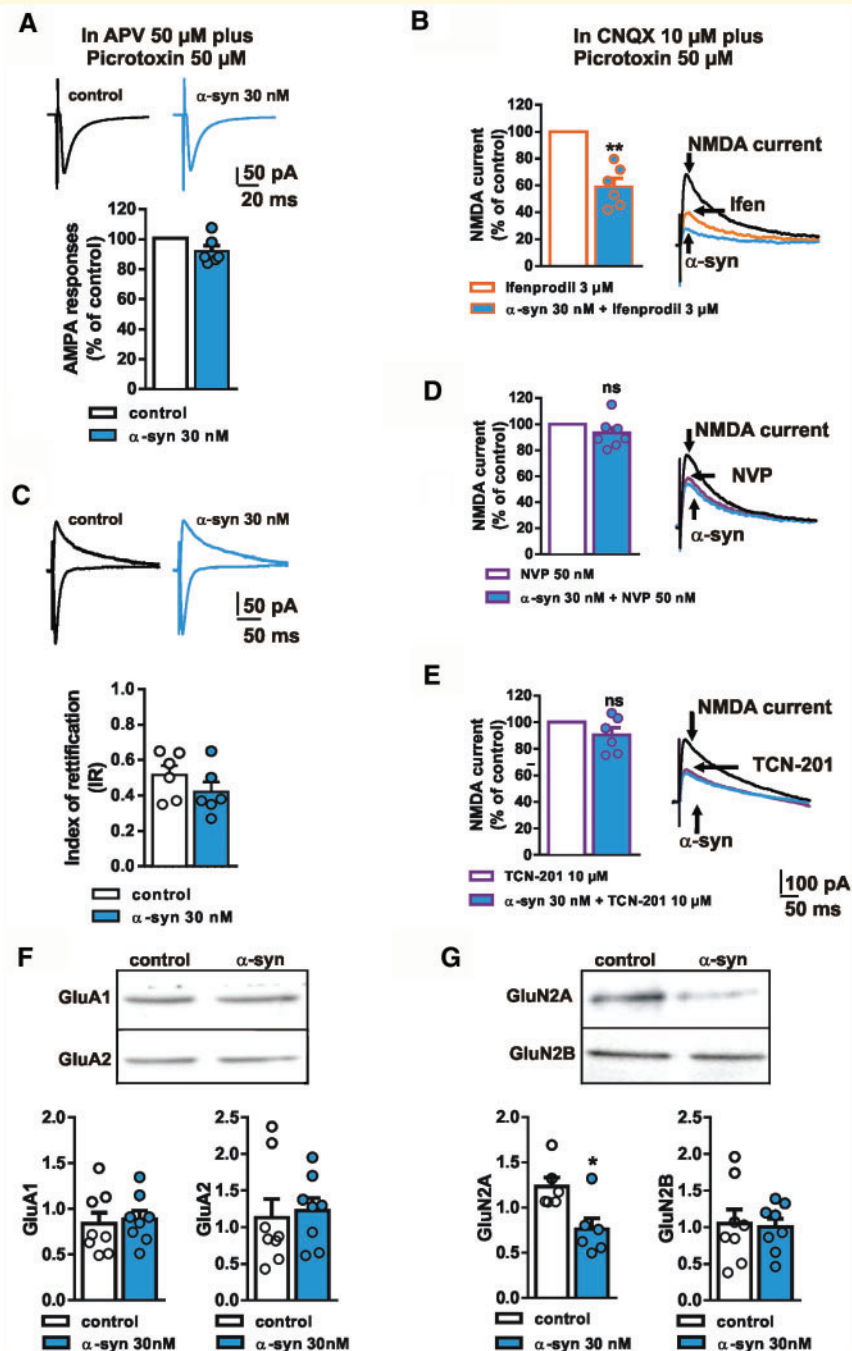 A
In APV 50 µM plus
Picrotoxin 50 µM
control
α-syn 30 nM
50 pA
20 ms
AMPA responses
(% of control)
120
100
80
60
40
20
0
control
α-syn 30 nM
B
In CNQX 10 µM plus
Picrotoxin 50 µM
NMDA current
(% of control)
120
100
80
60
40
20
0
**
NMDA current
Ifen
α-syn
Ifenprodil 3 µM
α-syn 30 nM + Ifenprodil 3 µM
C
control
α-syn 30 nM
50 pA
50 ms
Index of rettification
(IR)
1.0
0.8
0.6
0.4
0.2
0.0
control
α-syn 30 nM
D
NMDA current
(% of control)
120
100
80
60
40
20
0
ns
NMDA current
NVP
α-syn
NVP 50 nM
α-syn 30 nM + NVP 50 nM
E
NMDA current
(% of control)
120
100
80
60
40
20
0
ns
NMDA current
TCN-201
α-syn
TCN-201 10 µM
α-syn 30 nM + TCN-201 10 µM
100 pA
50 ms
F
control
α-syn
GluA1
GluA2
GluA1
2.0
1.5
1.0
0.5
0.0
control
α-syn 30nM
GluA2
2.5
2.0
1.5
1.0
0.5
0.0
control
α-syn 30nM
G
control
α-syn
GluN2A
GluN2B
GluN2A
2.0
1.5
1.0
0.5
0.0
*
control
α-syn 30 nM
GluN2B
2.5
2.0
1.5
1.0
0.5
0.0
control
α-syn 30nM